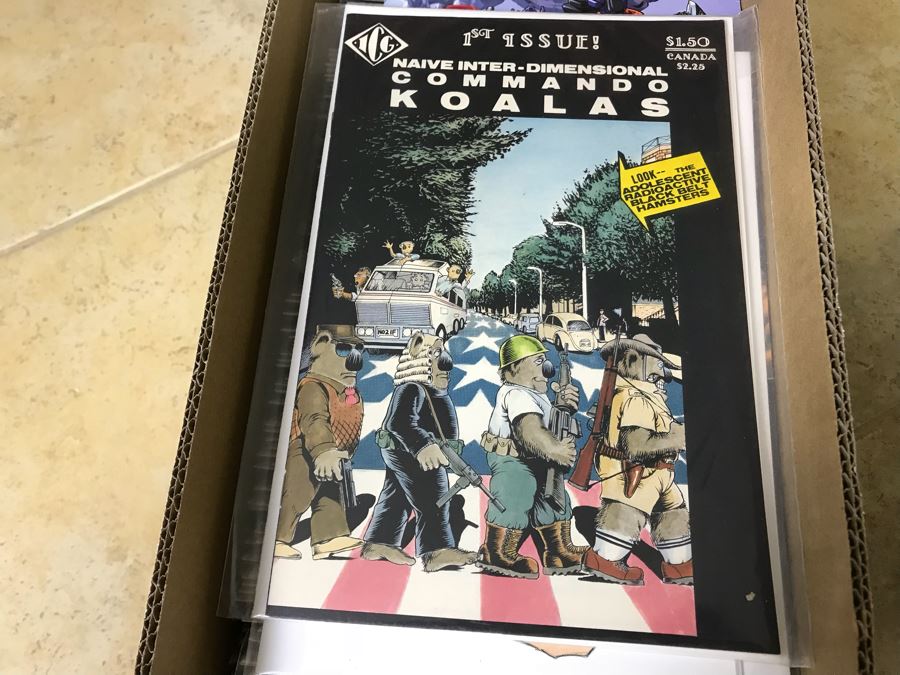 ICG
1ST ISSUE!
$1.50
CANADA
$2.25
NAIVE INTER-DIMENSIONAL
COMMANDO
KOALAS
LOOK-- THE
ADOLESCENT
RADIOACTIVE
BLACK BELT
HAMSTERS